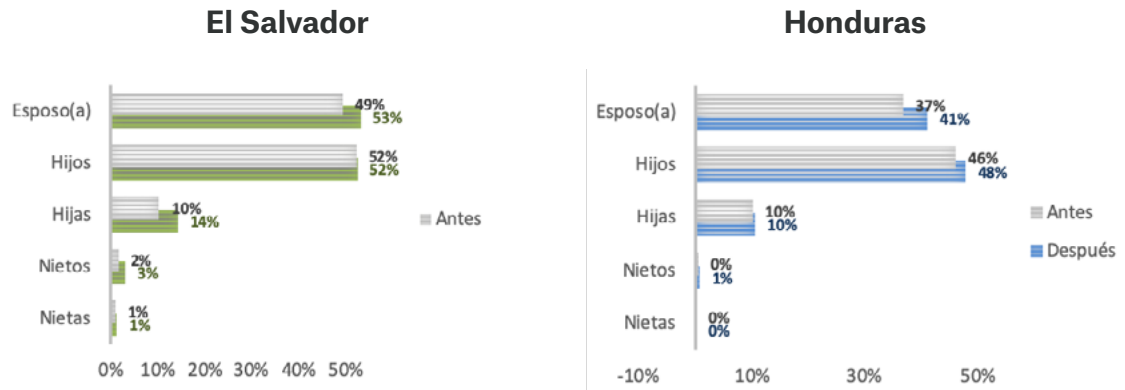 El Salvador
Esposo(a)
49%
53%
Hijos
52%
52%
Hijas
10%
14%
Nietos
2%
3%
Nietas
1%
1%
0% 10% 20% 30% 40% 50%
Antes
Honduras
Esposo(a)
37%
41%
Hijos
46%
48%
Hijas
10%
10%
Nietos
0%
1%
Nietas
0%
0%
-10% 10% 30% 50%
Antes
Después